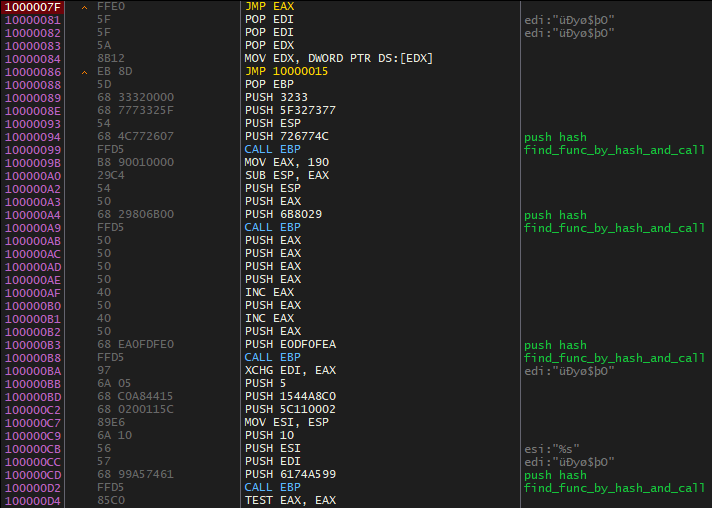 1000007F ^ FFE0 JMP EAX
10000081 5F POP EDI edi:"üÐyø$þO"
10000082 5F POP EDI edi:"üÐyø$þO"
10000083 5A POP EDX
10000084 8B12 MOV EDX, DWORD PTR DS:[EDX]
10000086 ^ EB 8D JMP 10000015
10000088 5D POP EBP
10000089 68 33320000 PUSH 3233
1000008E 68 7773325F PUSH 5F327377
10000093 54 PUSH ESP
10000094 68 4C772607 PUSH 726774C push hash
10000099 FFD5 CALL EBP find_func_by_hash_and_call
1000009B B8 90010000 MOV EAX, 190
100000A0 29C4 SUB ESP, EAX
100000A2 54 PUSH ESP
100000A3 50 PUSH EAX
100000A4 68 29806B00 PUSH 6B8029 push hash
100000A9 FFD5 CALL EBP find_func_by_hash_and_call
100000AB 50 PUSH EAX
100000AC 50 PUSH EAX
100000AD 50 PUSH EAX
100000AE 50 PUSH EAX
100000AF 40 INC EAX
100000B0 50 PUSH EAX
100000B1 40 INC EAX
100000B2 50 PUSH EAX
100000B3 68 EA0FDFE0 PUSH E0DF0FEA push hash
100000B8 FFD5 CALL EBP find_func_by_hash_and_call
100000BA 97 XCHG EDI, EAX edi:"üÐyø$þO"
100000BB 6A 05 PUSH 5
100000BD 68 C0A84415 PUSH 1544A8C0
100000C2 68 0200115C PUSH 5C110002
100000C7 89E6 MOV ESI, ESP
100000C9 6A 10 PUSH 10
100000CB 56 PUSH ESI esi:"%s"
100000CC 57 PUSH EDI edi:"üÐyø$þO"
100000CD 68 99A57461 PUSH 6174A599 push hash
100000D2 FFD5 CALL EBP find_func_by_hash_and_call
100000D4 85C0 TEST EAX, EAX